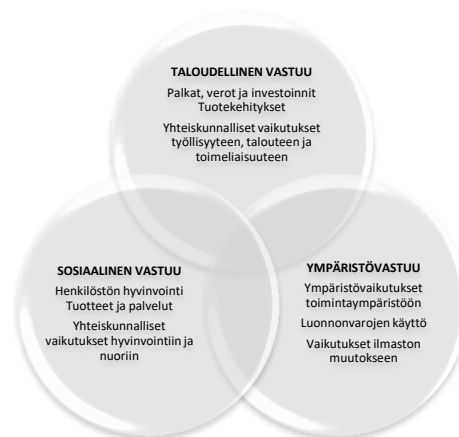 TALOUDELLINEN VASTUU
Palkat, verot ja investoinnit
Tuotekehitykset
Yhteiskunnalliset vaikutukset
työllisyyteen, talouteen ja
toimeliaisuuteen
SOSIAALINEN VASTUU
Henkilöstön hyvinvointi
Tuotteet ja palvelut
Yhteiskunnalliset
vaikutukset hyvinvointiin ja
nuoriin
YMPÄRISTÖVASTUU
Ympäristövaikutukset
toimintaympäristöön
Luonnonvarojen käyttö
Vaikutukset ilmaston
muutokseen